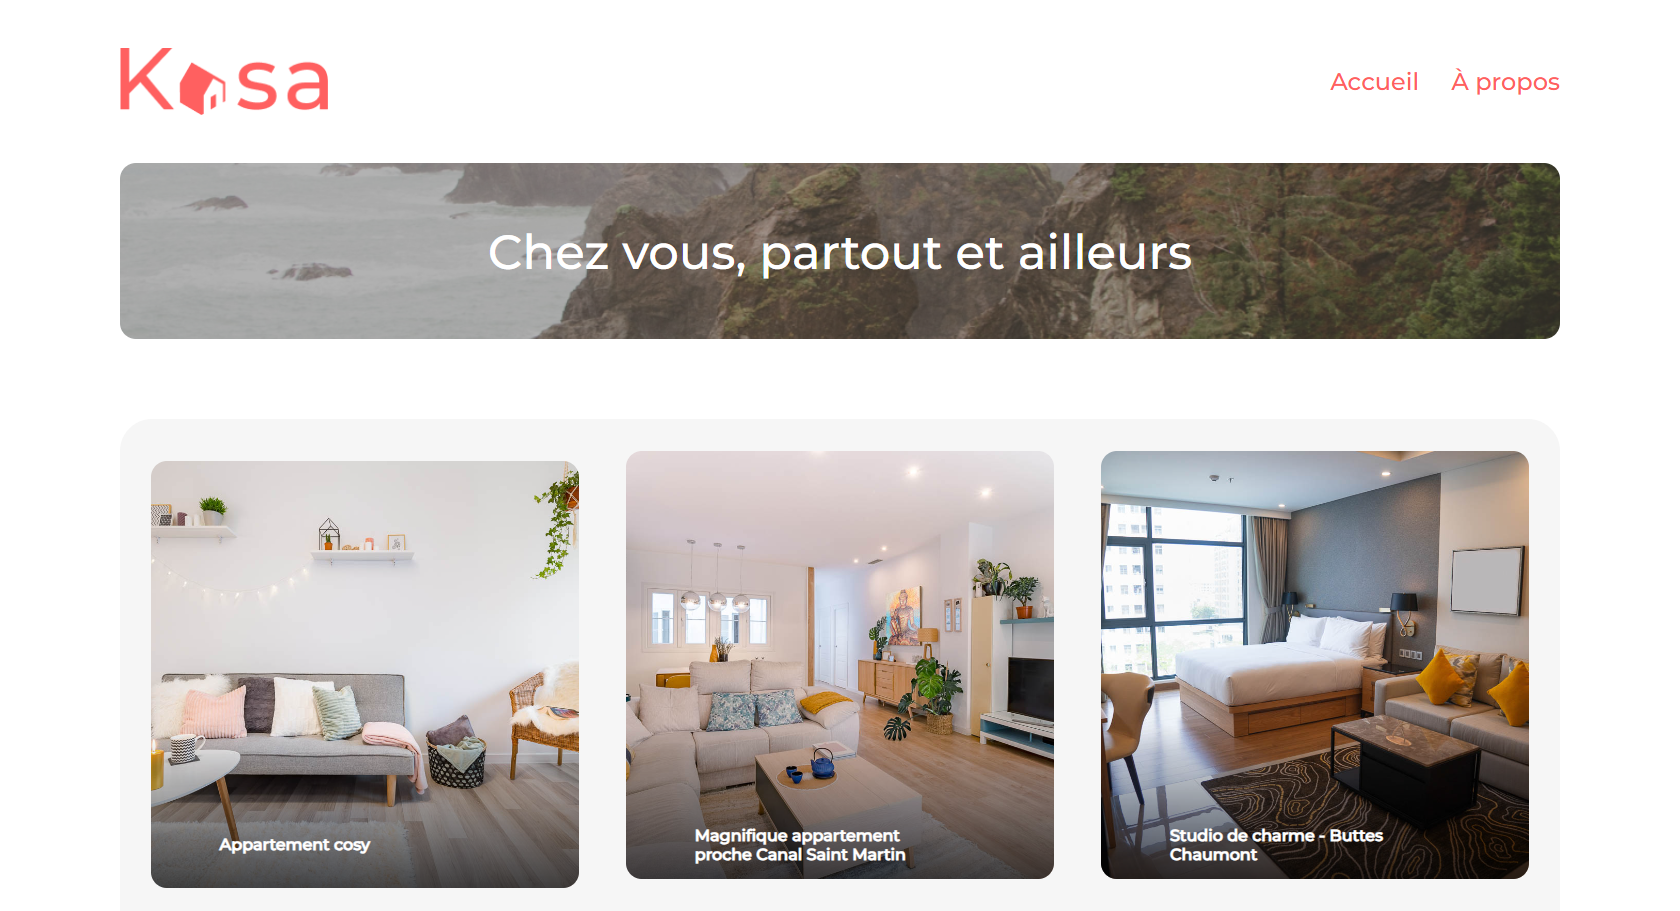 Kasa
Accueil À propos
Chez vous, partout et ailleurs
Appartement cosy
Magnifique appartement
proche Canal Saint Martin
Studio de charme - Buttes
Chaumont